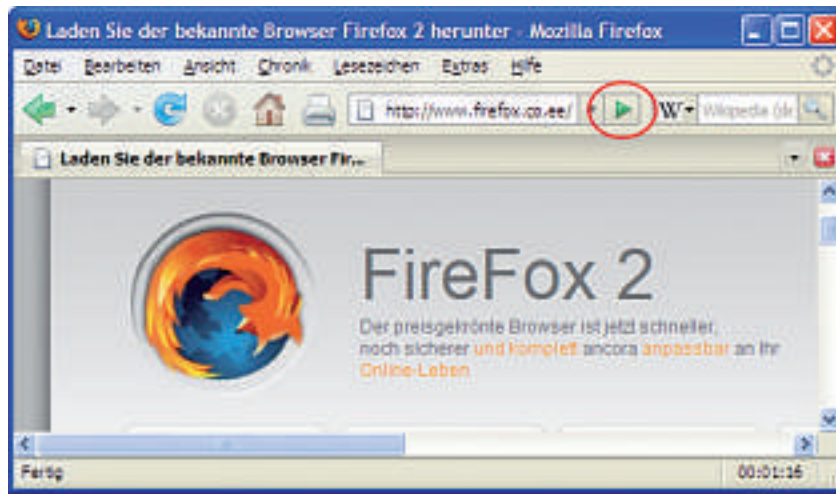 Laden Sie der bekannte Browser Firefox 2 herunter - Mozilla Firefox
Datei Bearbeiten Ansicht Chronik Lesezeichen Extras Hilfe
http://www.firefox.co.ee/ W Wikipedia (de
Laden Sie der bekannte Browser Fir...
FireFox 2
Der preisgekrönte Browser ist jetzt schneller,
noch sicherer und komplett ancora anpassbar an Ihr
Online-Leben
Fertig 00:01:16